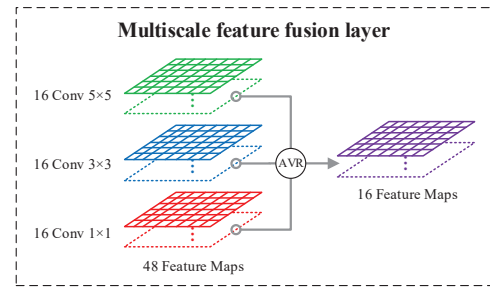 Multiscale feature fusion layer
16 Conv 5×5
16 Conv 3×3
AVR
16 Feature Maps
16 Conv 1×1
48 Feature Maps